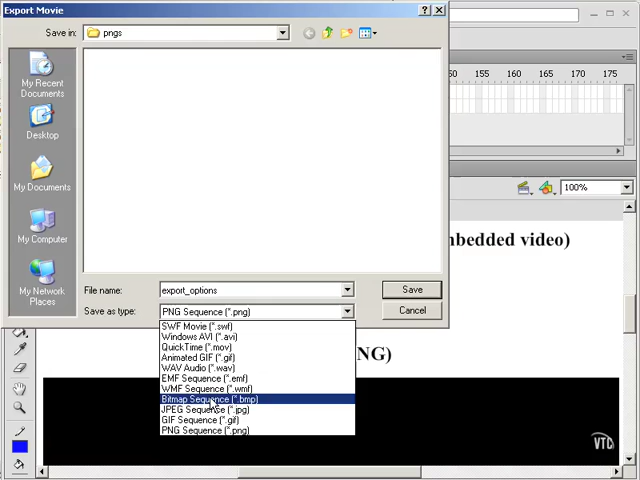 Export Movie
Save in: pngs
My Recent
Documents
Desktop
My Documents
My Computer
My Network
Places
File name: export_options
Save
Save as type: PNG Sequence (*.png)
Cancel
SWF Movie (*.swf)
Windows AVI (*.avi)
QuickTime (*.mov)
Animated GIF (*.gif)
WAV Audio (*.wav)
EMF Sequence (*.emf)
WMF Sequence (*.wmf)
Bitmap Sequence (*.bmp)
JPEG Sequence (*.jpg)
GIF Sequence (*.gif)
PNG Sequence (*.png)
50 155 160 165 170 175
100%
nbedded video)
NG)
VTC